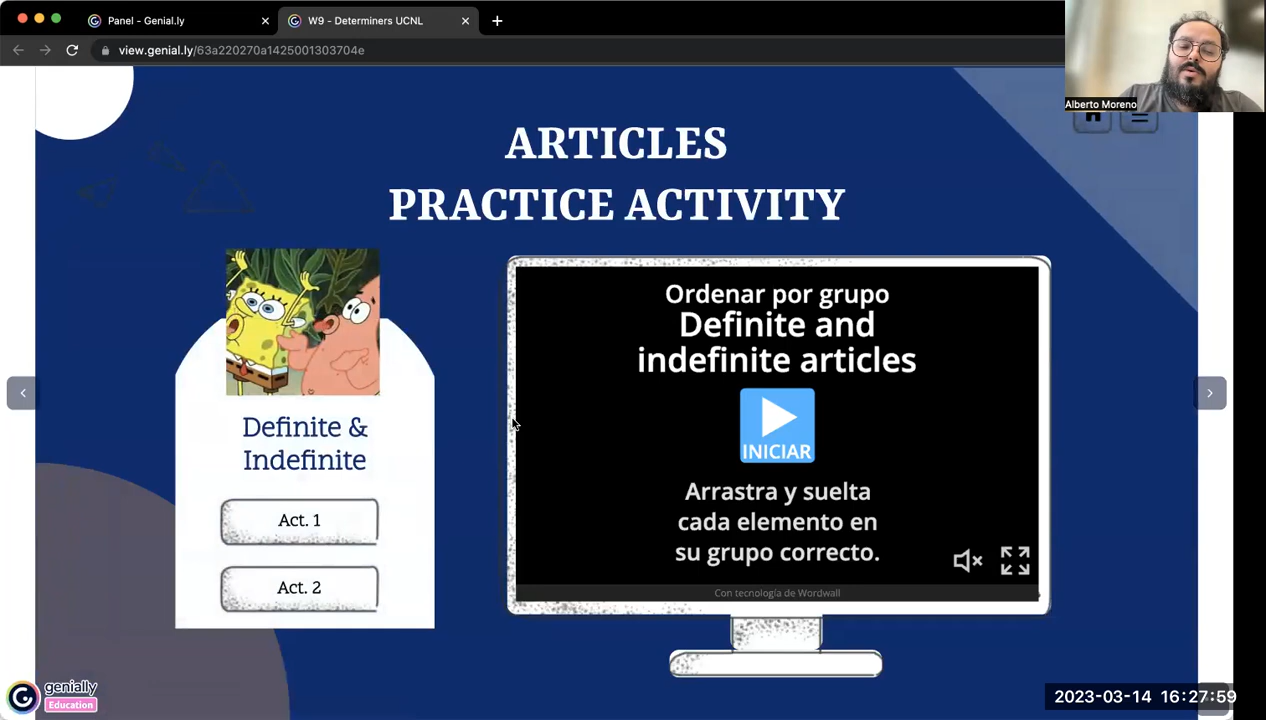 Panel - Genial.ly
W9 - Determiners UCNL
view.genial.ly/63a220270a1425001303704e
Alberto Moreno
ARTICLES
PRACTICE ACTIVITY
Definite &
Indefinite
Act. 1
Act. 2
Ordenar por grupo
Definite and
indefinite articles
INICIAR
Arrastra y suelta
cada elemento en
su grupo correcto.
Con tecnología de Wordwall
genially
Education
2023-03-14 16:27:59